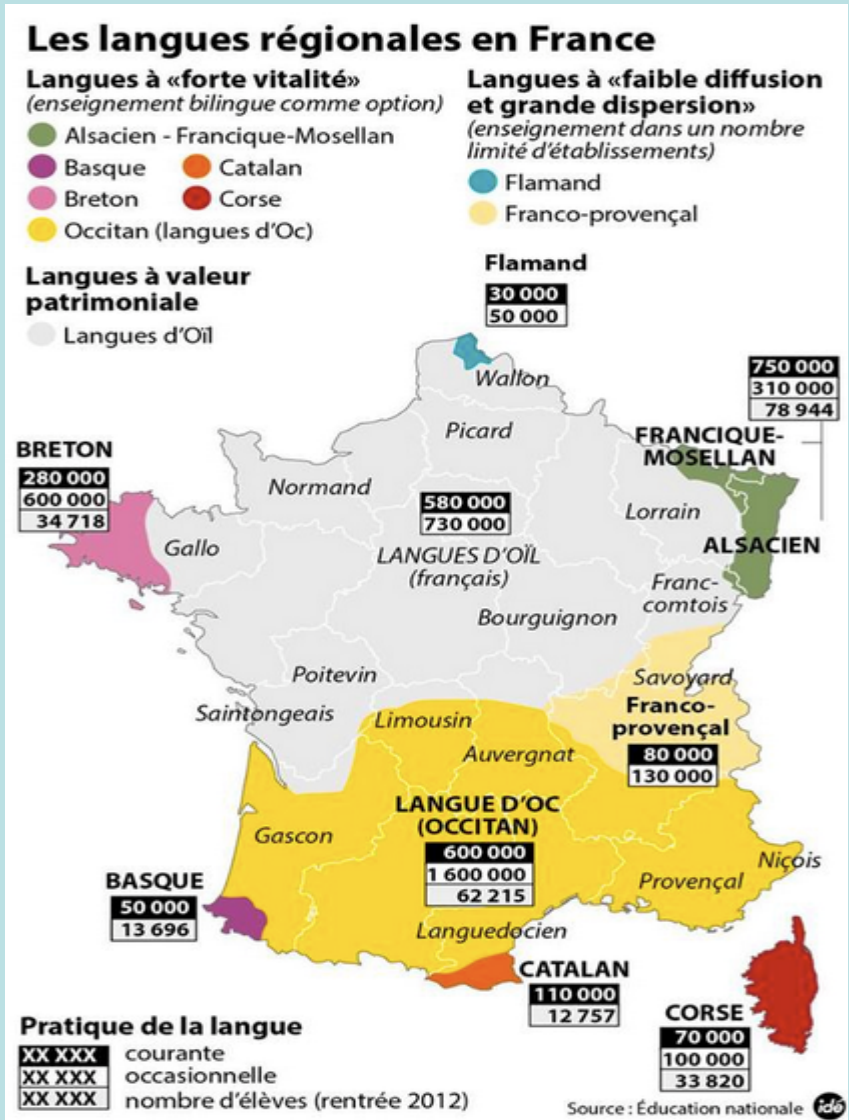 Les langues régionales en France
Langues à «forte vitalité»
(enseignement bilingue comme option)
Alsacien - Francique-Mosellan
Basque
Catalan
Breton
Corse
Occitan (langues d'Oc)
Langues à «faible diffusion
et grande dispersion»
(enseignement dans un nombre
limité d'établissements)
Flamand
Franco-provençal
Langues à valeur
patrimoniale
Langues d'Oïl
Flamand
30 000
50 000
Wallon
750 000
310 000
78 944
Picard
FRANCIQUE-
MOSELLAN
BRETON
280 000
600 000
34 718
Normand
580 000
730 000
Lorrain
Gallo
LANGUES D'OÏL
(français)
ALSACIEN
Franc-
comtois
Bourguignon
Poitevin
Savoyard
Saintongeais
Limousin
Franco-
provençal
80 000
130 000
Auvergnat
LANGUE D'OC
(OCCITAN)
600 000
1 600 000
62 215
Gascon
Niçois
Provençal
BASQUE
50 000
13 696
Languedocien
CATALAN
110 000
12 757
CORSE
70 000
100 000
33 820
Pratique de la langue
XX XXX courante
XX XXX occasionnelle
XX XXX nombre d'élèves (rentrée 2012)
Source : Éducation nationale idé